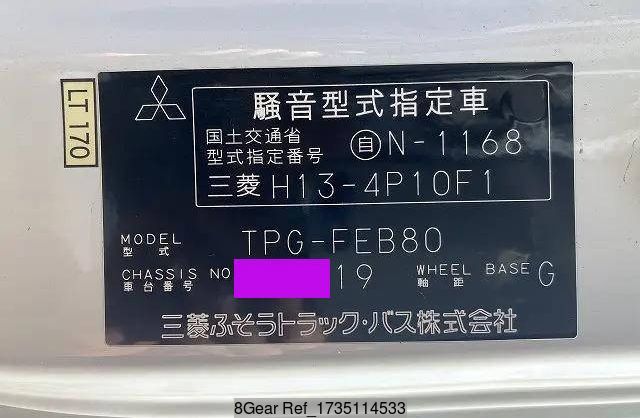 LT 170
騒音型式指定車
国土交通省
型式指定番号 自N-1168
三菱 H13-4P10F1
MODEL TPG-FEB80
型式
CHASSIS NO 19 WHEEL BASE G
車台番号 軸距
三菱ふそうトラック・バス株式会社
8Gear Ref_1735114533